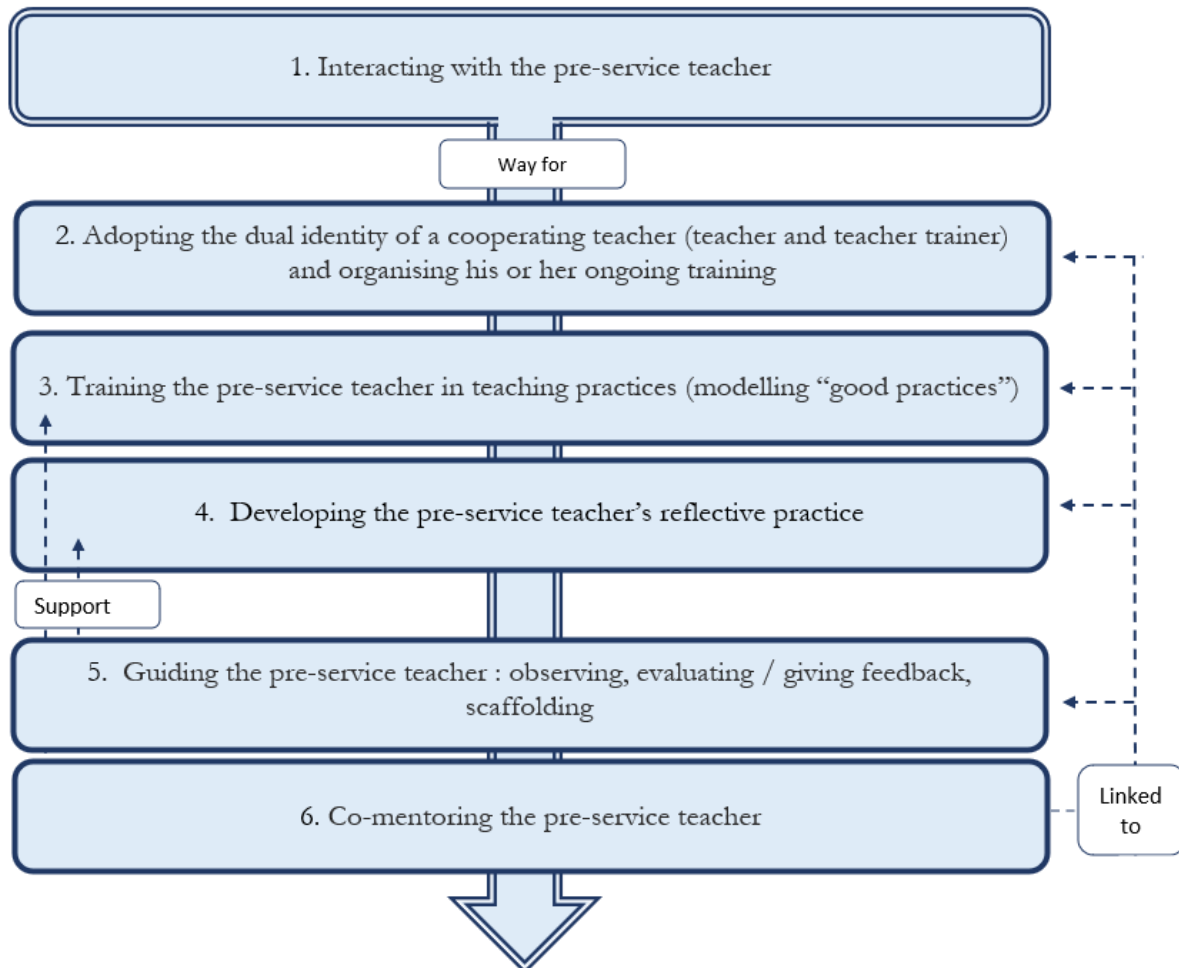 1. Interacting with the pre-service teacher
Way for
2. Adopting the dual identity of a cooperating teacher (teacher and teacher trainer)
and organising his or her ongoing training
3. Training the pre-service teacher in teaching practices (modelling “good practices”)
4. Developing the pre-service teacher’s reflective practice
Support
5. Guiding the pre-service teacher : observing, evaluating / giving feedback,
scaffolding
6. Co-mentoring the pre-service teacher
Linked
to